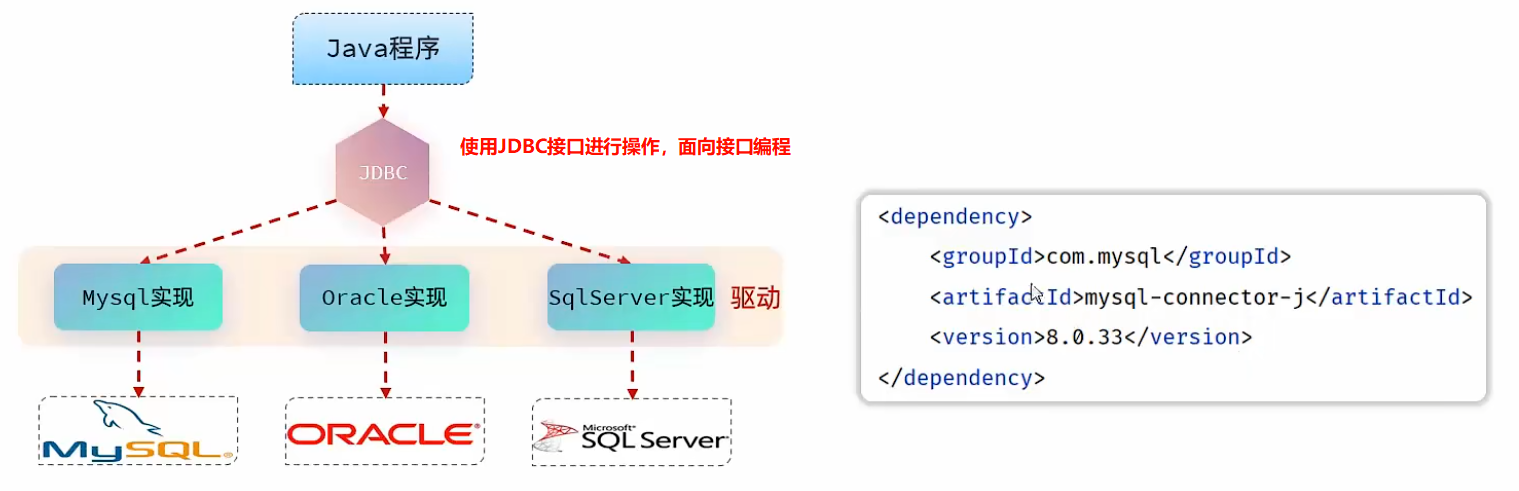 Java程序
JDBC
使用JDBC接口进行操作，面向接口编程
Mysql实现
Oracle实现
SqlServer实现
驱动
MySQL®
ORACLE®
Microsoft®
SQL Server
<dependency>
<groupId>com.mysql</groupId>
<artifactId>mysql-connector-j</artifactId>
<version>8.0.33</version>
</dependency>